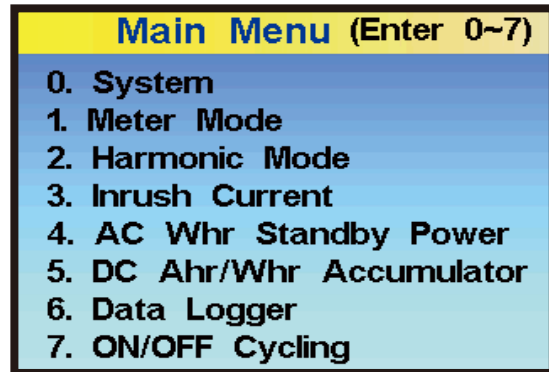 Main Menu (Enter 0~7)
0. System
1. Meter Mode
2. Harmonic Mode
3. Inrush Current
4. AC Whr Standby Power
5. DC Ahr/Whr Accumulator
6. Data Logger
7. ON/OFF Cycling